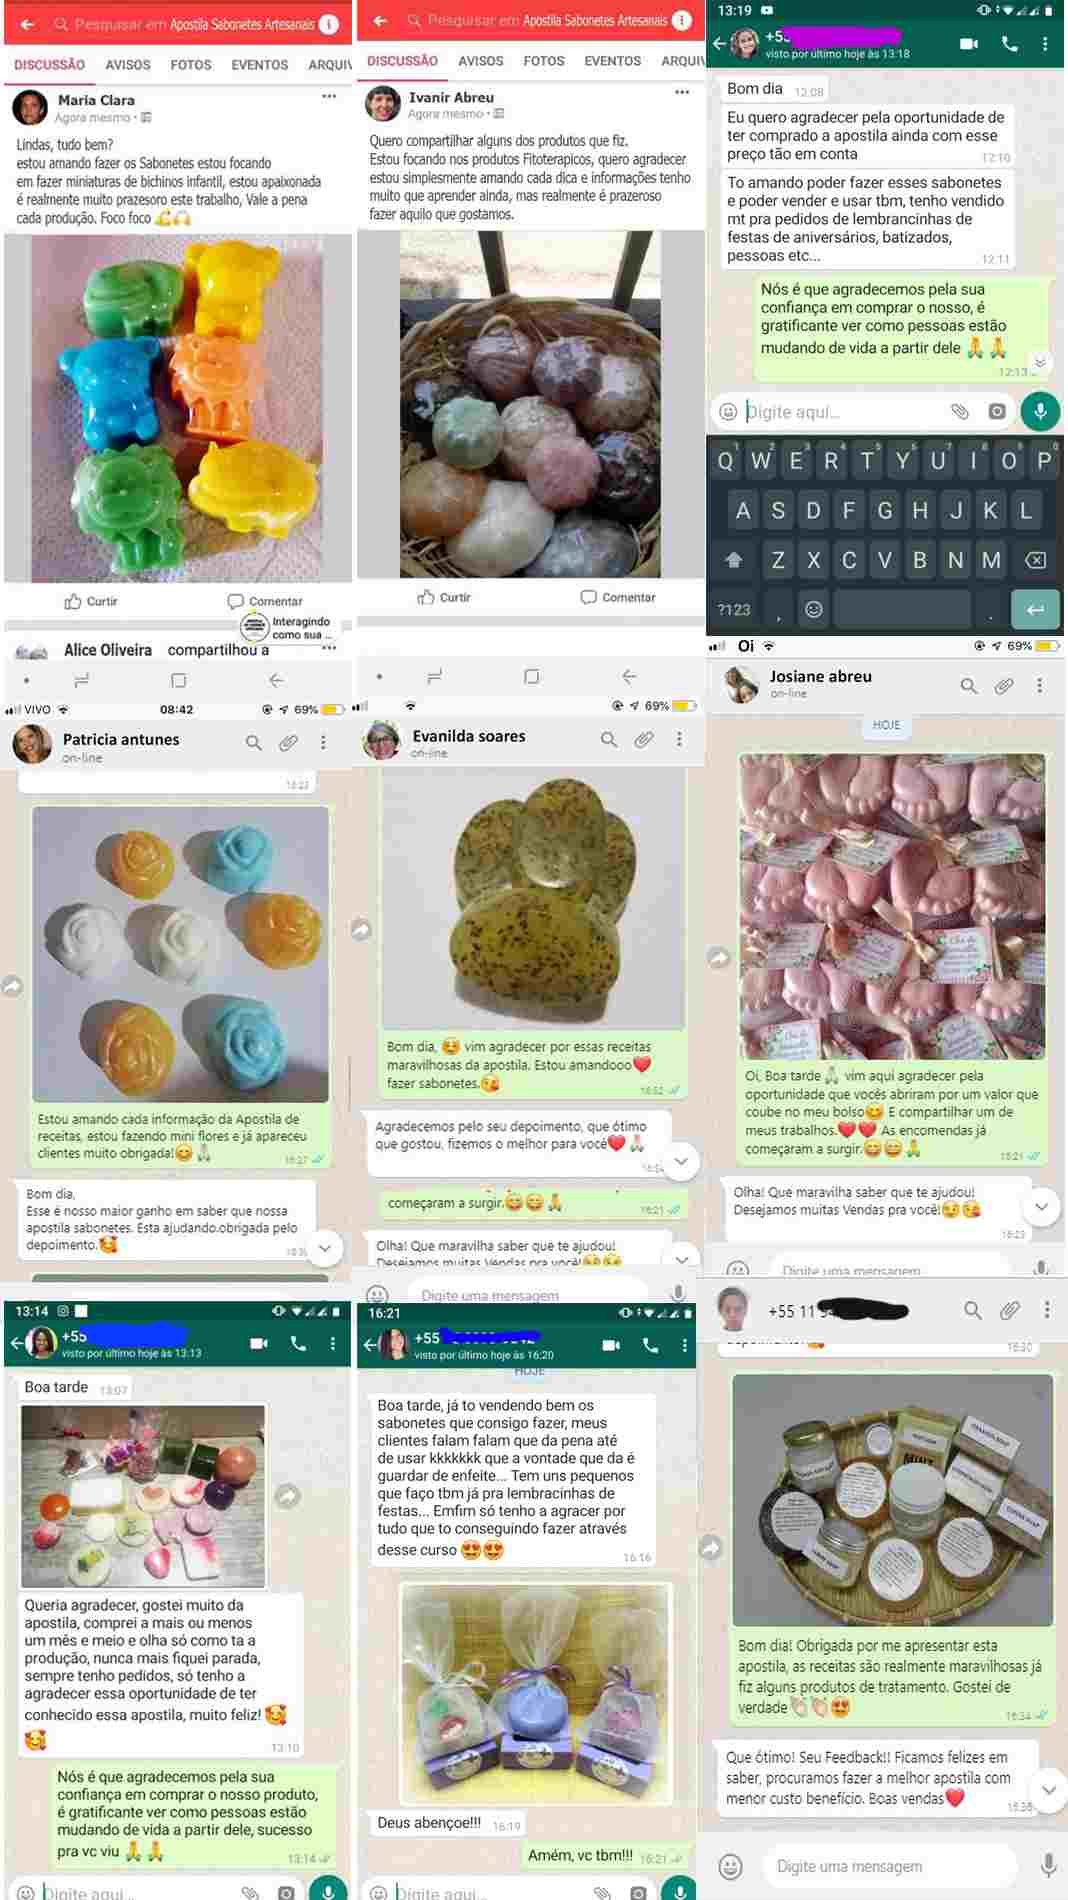 Pesquisar em Apostila Sabonetes Artesanais
DISCUSSÃO AVISOS FOTOS EVENTOS ARQUIV
Maria Clara
Agora mesmo
Lindas, tudo bem?
estou amando fazer os Sabonetes estou focando
em fazer miniaturas de bichinos infantil, estou apaixonada
é realmente muito prazesoro este trabalho, Vale a pena
cada produção. Foco foco 💪🙌
Curtir Comentar
Interagindo
como sua ...
Alice Oliveira compartilhou a
Pesquisar em Apostila Sabonetes Artesanais
DISCUSSÃO AVISOS FOTOS EVENTOS ARQUIV
Ivanir Abreu
Agora mesmo
Quero compartilhar alguns dos produtos que fiz.
Estou focando nos produtos Fitoterapicos, quero agradecer
estou simplesmente amando cada dica e informações tenho
muito que aprender ainda, mas realmente é prazeroso
fazer aquilo que gostamos.
Curtir Comentar
13:19
+55
visto por último hoje às 13:18
Bom dia 12:08
Eu quero agradecer pela oportunidade de
ter comprado a apostila ainda com esse
preço tão em conta
12:10
To amando poder fazer esses sabonetes
e poder vender e usar tbm, tenho vendido
mt pra pedidos de lembrancinhas de
festas de aniversários, batizados,
pessoas etc...
12:11
Nós é que agradecemos pela sua
confiança em comprar o nosso, é
gratificante ver como pessoas estão
mudando de vida a partir dele 🙏🙏
12:13
Digite aqui...
Q W E R T Y U I O P
A S D F G H J K L
Z X C V B N M
?123 , .
VIVO 08:42 69%
Patricia antunes
on-line
16:23
Estou amando cada informação da Apostila de
receitas, estou fazendo mini flores e já apareceu
clientes muito obrigada!😊🙏
16:27
Bom dia,
Esse é nosso maior ganho em saber que nossa
apostila sabonetes. Esta ajudando.obrigada pelo
depoimento.🥰
69%
Evanilda soares
on-line
Bom dia, ☺️ vim agradecer por essas receitas
maravilhosas da apostila. Estou amandooo❤️
fazer sabonetes.😘
16:52
Agradecemos pelo seu depoimento, que ótimo
que gostou, fizemos o melhor para você❤️🙏
começaram a surgir.😅😅🙏
16:21
Olha! Que maravilha saber que te ajudou!
Desejamos muitas Vendas pra você!
Digite uma mensagem
Oi 69%
Josiane abreu
on-line
HOJE
Oi, Boa tarde 🙏 vim aqui agradecer pela
oportunidade que vocês abriram por um valor que
coube no meu bolso😋 E compartilhar um de
meus trabalhos.❤️❤️ As encomendas já
começaram a surgir.😅😅🙏
16:21
Olha! Que maravilha saber que te ajudou!
Desejamos muitas Vendas pra você!😏😘
16:23
Digite uma mensagem
13:14
+55
visto por último hoje às 13:13
Boa tarde 13:07
Queria agradecer, gostei muito da
apostila, comprei a mais ou menos
um mês e meio e olha só como ta a
produção, nunca mais fiquei parada,
sempre tenho pedidos, só tenho a
agradecer essa oportunidade de ter
conhecido essa apostila, muito feliz! 🥰
🥰
13:10
Nós é que agradecemos pela sua
confiança em comprar o nosso produto,
é gratificante ver como pessoas estão
mudando de vida a partir dele, sucesso
pra vc viu 🙏🙏
13:14
Digite aqui...
16:21
+55
visto por último hoje às 16:20
HOJE
Boa tarde, já to vendendo bem os
sabonetes que consigo fazer, meus
clientes falam falam que da pena até
de usar kkkkkkk que a vontade que da é
guardar de enfeite... Tem uns pequenos
que faço tbm já pra lembracinhas de
festas... Emfim só tenho a agracer por
tudo que to conseguindo fazer através
desse curso 😍😍
16:16
Deus abençoe!!! 16:19
Amém, vc tbm!!! 16:21
Digite aqui...
+55 11
16:30
MINT
Bom dia! Obrigada por me apresentar esta
apostila, as receitas são realmente maravilhosas já
fiz alguns produtos de tratamento. Gostei de
verdade 👏👏😍
16:34
Que ótimo! Seu Feedback!! Ficamos felizes em
saber, procuramos fazer a melhor apostila com
menor custo benefício. Boas vendas❤️
Digite uma mensagem